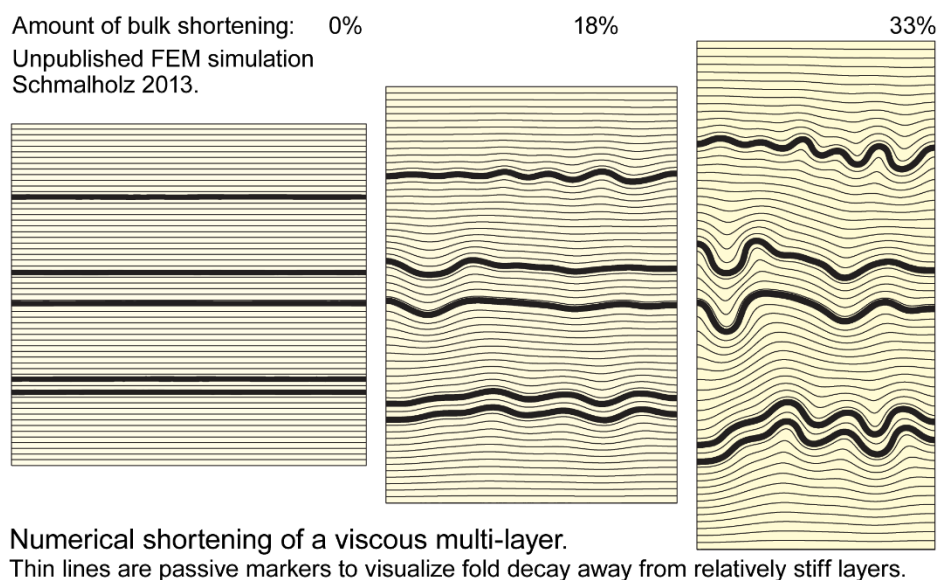 Amount of bulk shortening: 0% 18% 33%
Unpublished FEM simulation
Schmalholz 2013.
Numerical shortening of a viscous multi-layer.
Thin lines are passive markers to visualize fold decay away from relatively stiff layers.